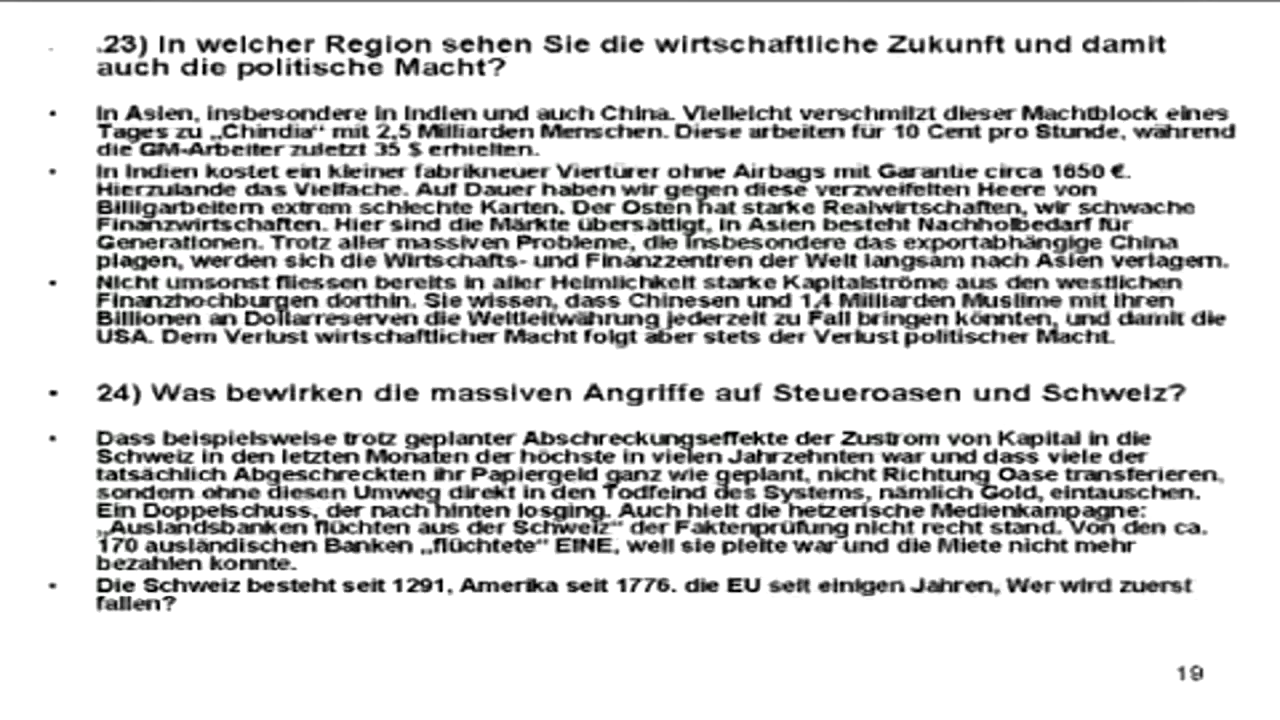 .23) In welcher Region sehen Sie die wirtschaftliche Zukunft und damit
auch die politische Macht?
• In Asien, insbesondere in Indien und auch China. Vielleicht verschmilzt dieser Machtblock eines
Tages zu „Chindia“ mit 2,5 Milliarden Menschen. Diese arbeiten für 10 Cent pro Stunde, während
die GM-Arbeiter zuletzt 35 $ erhielten.
• In Indien kostet ein kleiner fabrikneuer Viertürer ohne Airbags mit Garantie circa 1650 €.
Hierzulande das Vielfache. Auf Dauer haben wir gegen diese verzweifelten Heere von
Billigarbeitern extrem schlechte Karten. Der Osten hat starke Realwirtschaften, wir schwache
Finanzwirtschaften. Hier sind die Märkte übersättigt, in Asien besteht Nachholbedarf für
Generationen. Trotz aller massiven Probleme, die insbesondere das exportabhängige China
plagen, werden sich die Wirtschafts- und Finanzzentren der Welt langsam nach Asien verlagern.
• Nicht umsonst fliessen bereits in aller Heimlichkeit starke Kapitalströme aus den westlichen
Finanzhochburgen dorthin. Sie wissen, dass Chinesen und 1,4 Milliarden Muslime mit ihren
Billionen an Dollarreserven die Weltleitwährung jederzeit zu Fall bringen könnten, und damit die
USA. Dem Verlust wirtschaftlicher Macht folgt aber stets der Verlust politischer Macht.
• 24) Was bewirken die massiven Angriffe auf Steueroasen und Schweiz?
• Dass beispielsweise trotz geplanter Abschreckungseffekte der Zustrom von Kapital in die
Schweiz in den letzten Monaten der höchste in vielen Jahrzehnten war und dass viele der
tatsächlich Abgeschreckten ihr Papiergeld ganz wie geplant, nicht Richtung Oase transferieren,
sondern ohne diesen Umweg direkt in den Todfeind des Systems, nämlich Gold, eintauschen.
Ein Doppelschuss, der nach hinten losging. Auch hielt die hetzerische Medienkampagne:
„Auslandsbanken flüchten aus der Schweiz“ der Faktenprüfung nicht recht stand. Von den ca.
170 ausländischen Banken „flüchtete“ EINE, weil sie pleite war und die Miete nicht mehr
bezahlen konnte.
• Die Schweiz besteht seit 1291, Amerika seit 1776. die EU seit einigen Jahren, Wer wird zuerst
fallen?
19